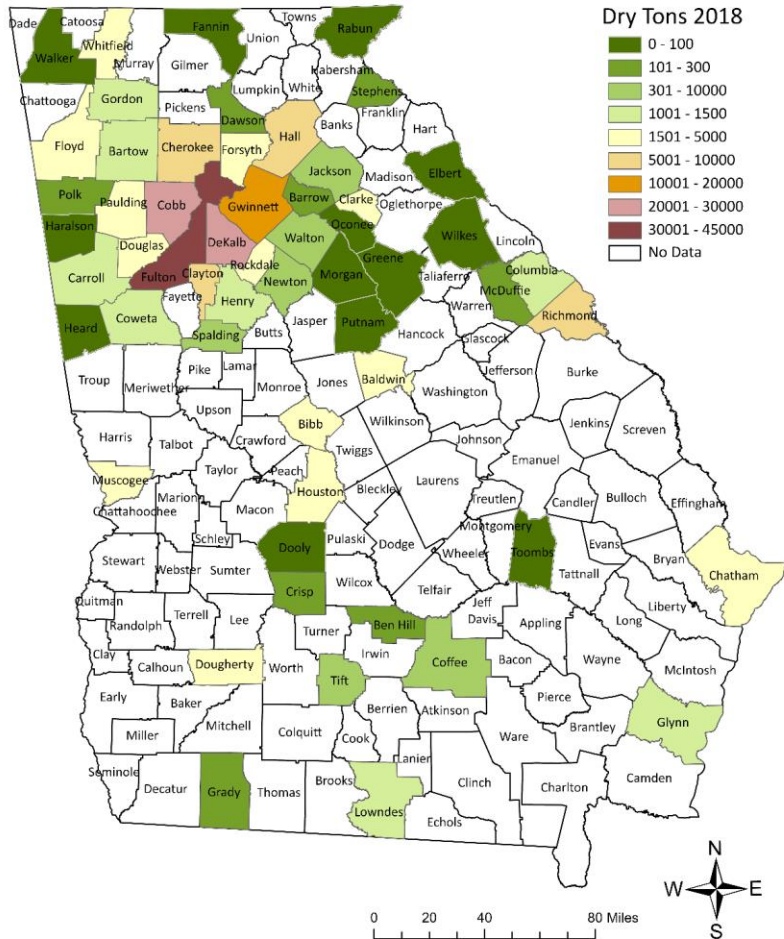 Dry Tons 2018
0 - 100
101 - 300
301 - 10000
1001 - 1500
1501 - 5000
5001 - 10000
10001 - 20000
20001 - 30000
30001 - 45000
No Data
Dade
Catoosa
Whitfield
Walker
Murray
Fannin
Union
Towns
Rabun
Gilmer
Lumpkin
White
Habersham
Stephens
Chattooga
Gordon
Pickens
Dawson
Hall
Banks
Franklin
Hart
Floyd
Bartow
Cherokee
Forsyth
Jackson
Madison
Elbert
Polk
Paulding
Cobb
Gwinnett
Barrow
Clarke
Oglethorpe
Haralson
Douglas
DeKalb
Walton
Oconee
Wilkes
Lincoln
Carroll
Fulton
Clayton
Rockdale
Newton
Morgan
Greene
Taliaferro
Columbia
McDuffie
Fayette
Henry
Warren
Richmond
Heard
Coweta
Spalding
Butts
Jasper
Putnam
Hancock
Glascock
Troup
Meriwether
Pike
Lamar
Monroe
Jones
Baldwin
Washington
Jefferson
Burke
Upson
Bibb
Wilkinson
Harris
Talbot
Crawford
Twiggs
Johnson
Jenkins
Screven
Muscogee
Taylor
Peach
Houston
Bleckley
Laurens
Emanuel
Chattahoochee
Marion
Macon
Treutlen
Candler
Bulloch
Effingham
Schley
Dooly
Pulaski
Dodge
Montgomery
Wheeler
Toombs
Evans
Bryan
Chatham
Stewart
Webster
Sumter
Crisp
Wilcox
Telfair
Tattnall
Quitman
Randolph
Terrell
Lee
Turner
Ben Hill
Jeff
Davis
Appling
Long
Liberty
Clay
Calhoun
Dougherty
Worth
Irwin
Tift
Coffee
Bacon
Wayne
McIntosh
Early
Baker
Mitchell
Berrien
Atkinson
Pierce
Brantley
Glynn
Miller
Colquitt
Cook
Ware
Seminole
Decatur
Grady
Thomas
Brooks
Lanier
Lowndes
Clinch
Echols
Charlton
Camden
N
W
E
S
0
20
40
80 Miles